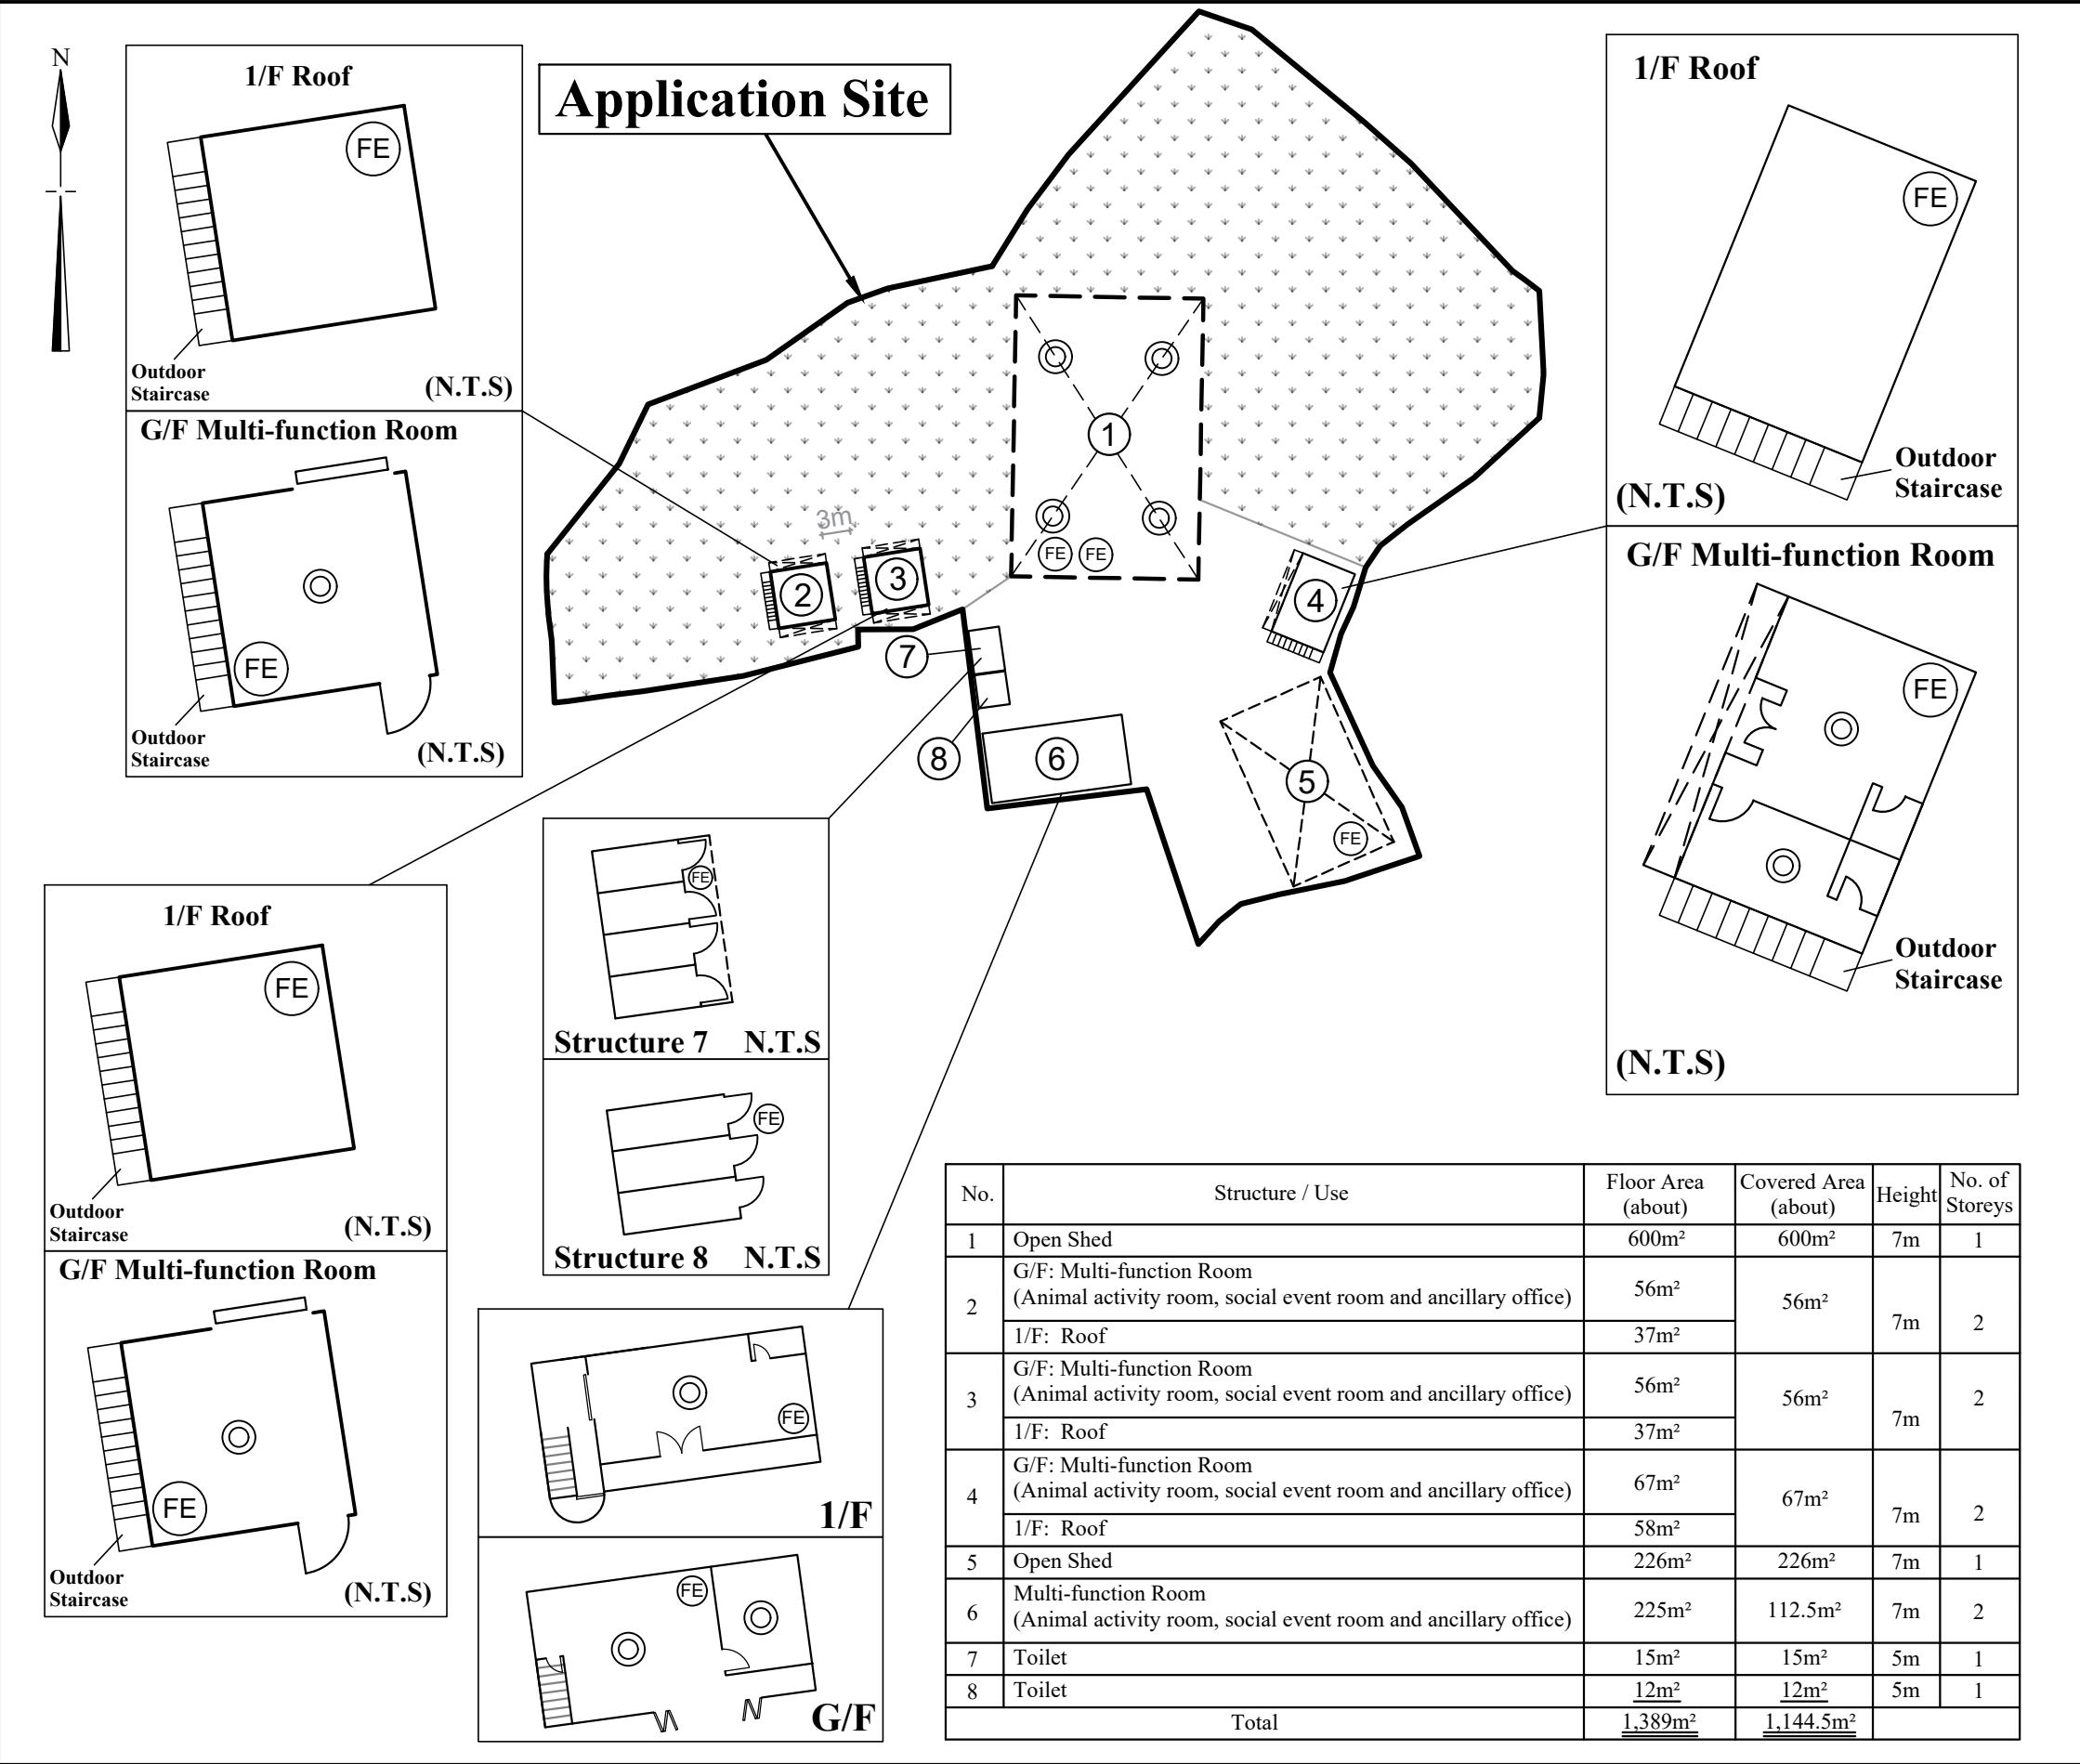 N
1/F Roof
FE
Outdoor
Staircase
(N.T.S)
G/F Multi-function Room
FE
Outdoor
Staircase
(N.T.S)
Application Site
1
FE FE
3m
2
3
4
5
FE
6
7
8
1/F Roof
FE
Outdoor
Staircase
(N.T.S)
G/F Multi-function Room
FE
Outdoor
Staircase
(N.T.S)
1/F Roof
FE
Outdoor
Staircase
(N.T.S)
G/F Multi-function Room
FE
Outdoor
Staircase
(N.T.S)
FE
Structure 7 N.T.S
FE
Structure 8 N.T.S
FE
1/F
FE
G/F
No. Structure / Use Floor Area (about) Covered Area (about) Height No. of Storeys
1 Open Shed 600m² 600m² 7m 1
2 G/F: Multi-function Room
(Animal activity room, social event room and ancillary office) 56m² 56m² 7m 2
1/F: Roof 37m²
3 G/F: Multi-function Room
(Animal activity room, social event room and ancillary office) 56m² 56m² 7m 2
1/F: Roof 37m²
4 G/F: Multi-function Room
(Animal activity room, social event room and ancillary office) 67m² 67m² 7m 2
1/F: Roof 58m²
5 Open Shed 226m² 226m² 7m 1
6 Multi-function Room
(Animal activity room, social event room and ancillary office) 225m² 112.5m² 7m 2
7 Toilet 15m² 15m² 5m 1
8 Toilet 12m² 12m² 5m 1
Total 1,389m² 1,144.5m²